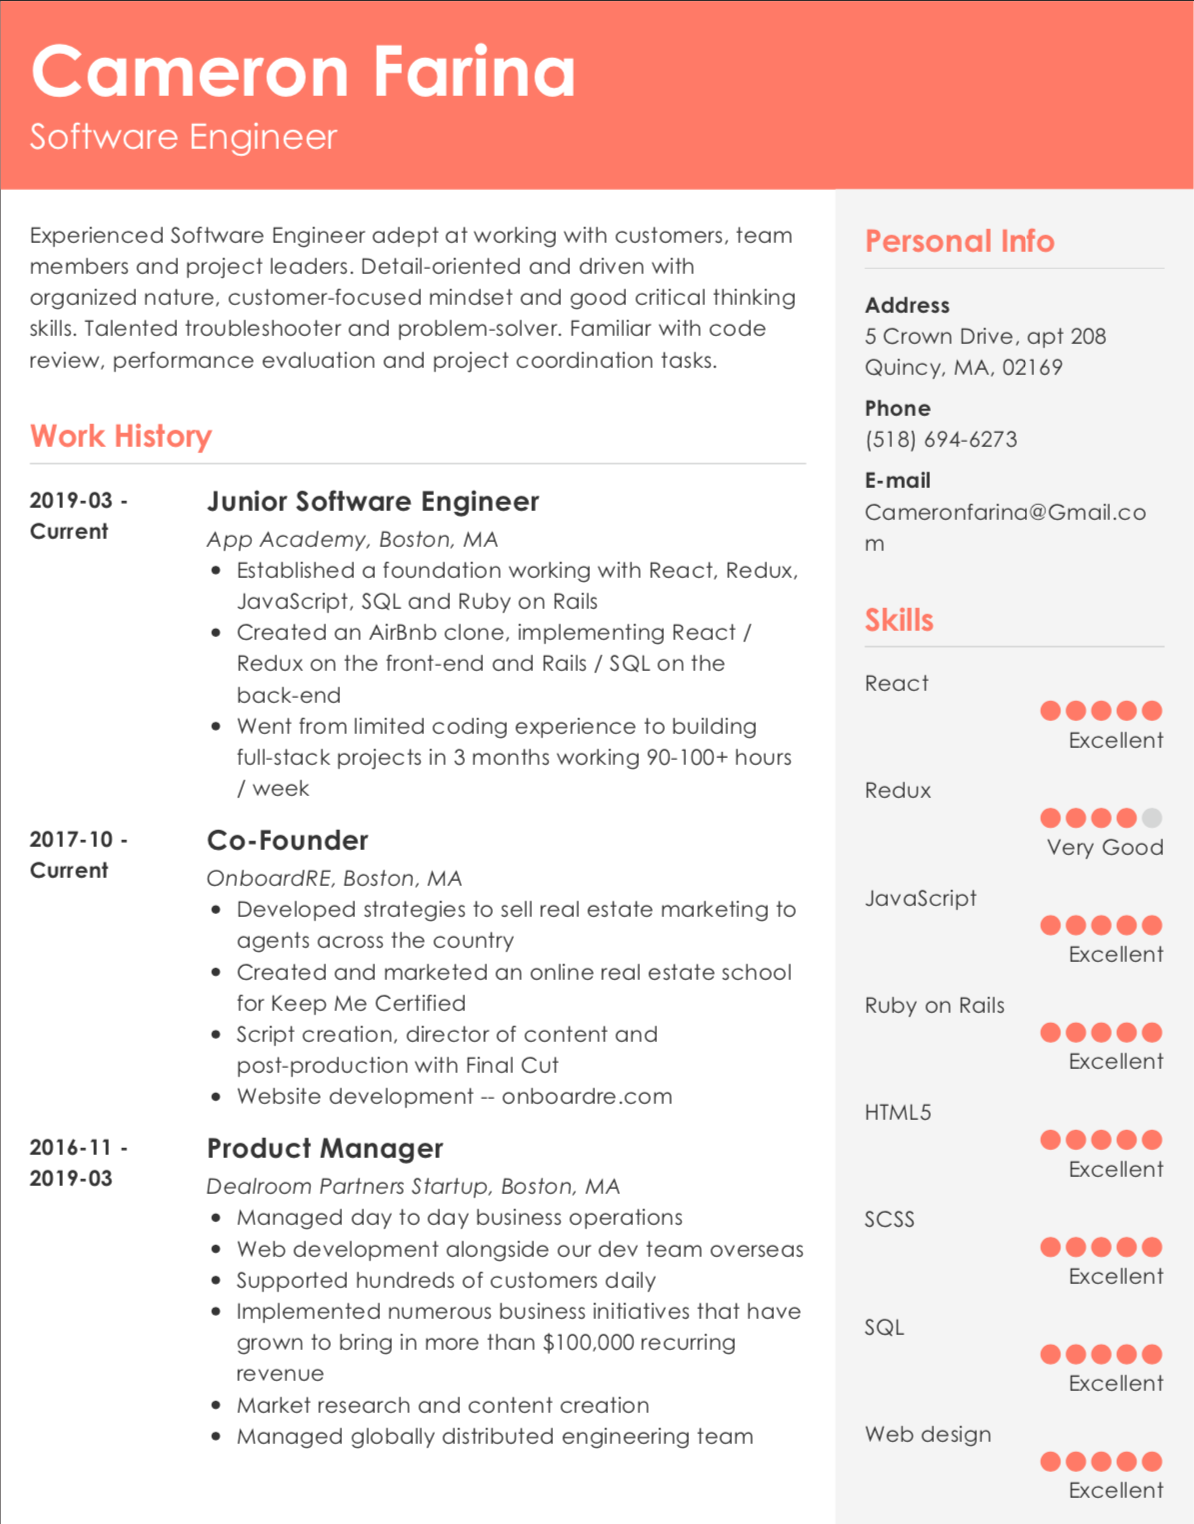 Cameron Farina
Software Engineer
Experienced Software Engineer adept at working with customers, team
members and project leaders. Detail-oriented and driven with
organized nature, customer-focused mindset and good critical thinking
skills. Talented troubleshooter and problem-solver. Familiar with code
review, performance evaluation and project coordination tasks.
Work History
2019-03 -
Current
Junior Software Engineer
App Academy, Boston, MA
• Established a foundation working with React, Redux,
JavaScript, SQL and Ruby on Rails
• Created an AirBnb clone, implementing React /
Redux on the front-end and Rails / SQL on the
back-end
• Went from limited coding experience to building
full-stack projects in 3 months working 90-100+ hours
/ week
2017-10 -
Current
Co-Founder
OnboardRE, Boston, MA
• Developed strategies to sell real estate marketing to
agents across the country
• Created and marketed an online real estate school
for Keep Me Certified
• Script creation, director of content and
post-production with Final Cut
• Website development -- onboardre.com
2016-11 -
2019-03
Product Manager
Dealroom Partners Startup, Boston, MA
• Managed day to day business operations
• Web development alongside our dev team overseas
• Supported hundreds of customers daily
• Implemented numerous business initiatives that have
grown to bring in more than $100,000 recurring
revenue
• Market research and content creation
• Managed globally distributed engineering team
Personal Info
Address
5 Crown Drive, apt 208
Quincy, MA, 02169
Phone
(518) 694-6273
E-mail
Cameronfarina@Gmail.co
m
Skills
React
Excellent
Redux
Very Good
JavaScript
Excellent
Ruby on Rails
Excellent
HTML5
Excellent
SCSS
Excellent
SQL
Excellent
Web design
Excellent